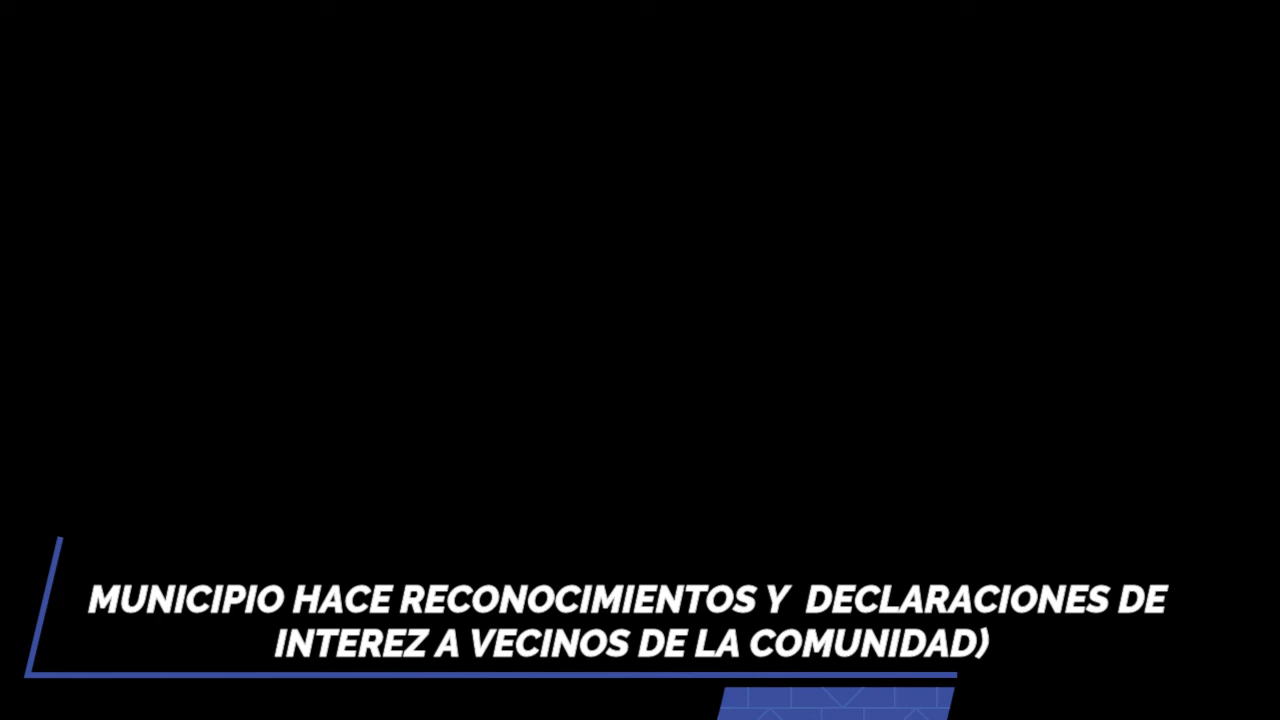 MUNICIPIO HACE RECONOCIMIENTOS Y  DECLARACIONES DE
INTEREZ A VECINOS DE LA COMUNIDAD)